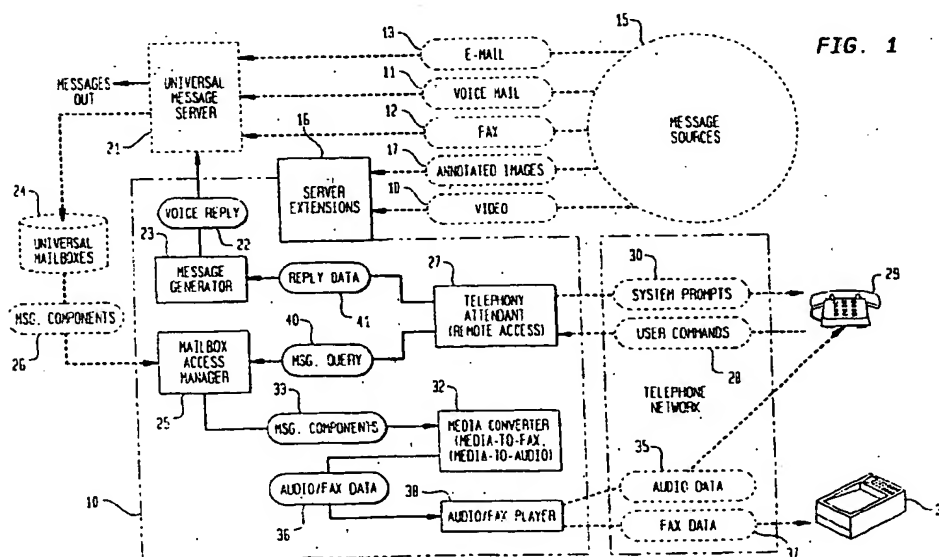 FIG. 1
13
E-MAIL
15
11
VOICE MAIL
MESSAGES
OUT
UNIVERSAL
MESSAGE
SERVER
21
12
FAX
MESSAGE
SOURCES
16
17
ANNOTATED IMAGES
SERVER
EXTENSIONS
10
VIDEO
24
UNIVERSAL
MAILBOXES
VOICE REPLY
22
23
MESSAGE
GENERATOR
REPLY DATA
41
27
TELEPHONY
ATTENDANT
(REMOTE ACCESS)
30
SYSTEM PROMPTS
29
USER COMMANDS
28
TELEPHONE
NETWORK
MSG. COMPONENTS
26
40
MSG. QUERY
MAILBOX
ACCESS
MANAGER
25
33
MSG. COMPONENTS
32
MEDIA CONVERTER
(MEDIA-TO-FAX,
(MEDIA-TO-AUDIO)
35
AUDIO DATA
10
AUDIO/FAX DATA
36
38
AUDIO/FAX PLAYER
FAX DATA
37